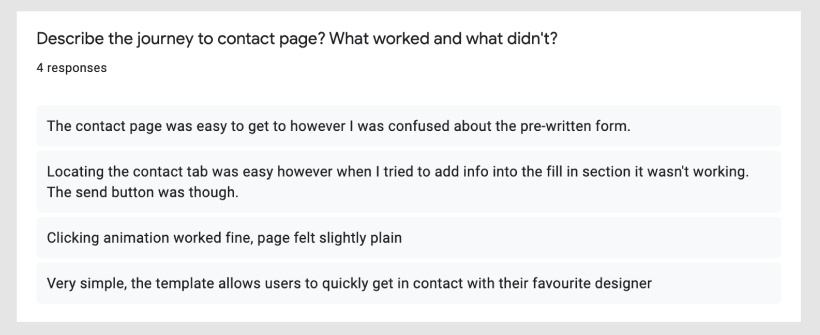 Describe the journey to contact page? What worked and what didn't?
4 responses
The contact page was easy to get to however I was confused about the pre-written form.
Locating the contact tab was easy however when I tried to add info into the fill in section it wasn't working.
The send button was though.
Clicking animation worked fine, page felt slightly plain
Very simple, the template allows users to quickly get in contact with their favourite designer